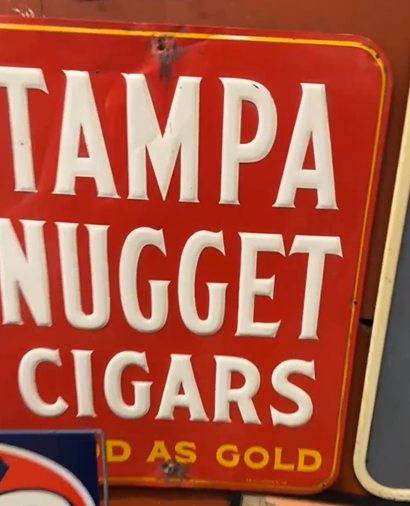 TAMPA
NUGGET
CIGARS
D AS GOLD